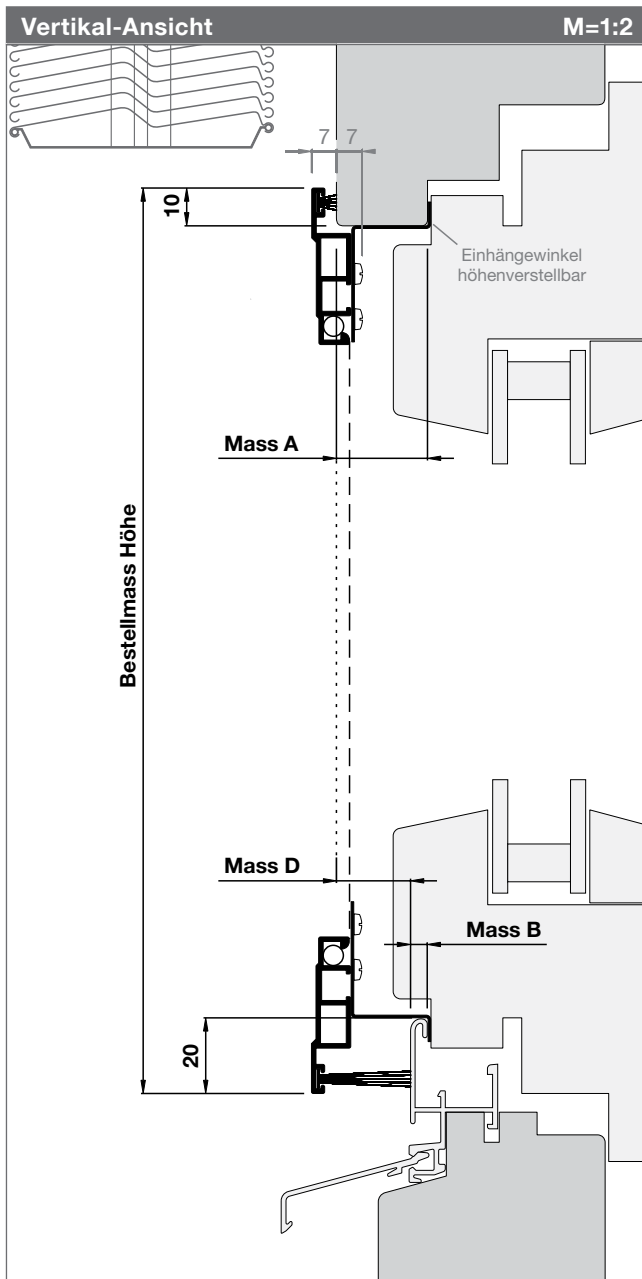 Vertikal-Ansicht M=1:2
7 7
10
Einhängewinkel
höhenverstellbar
Mass A
Bestellmass Höhe
Mass D
Mass B
20